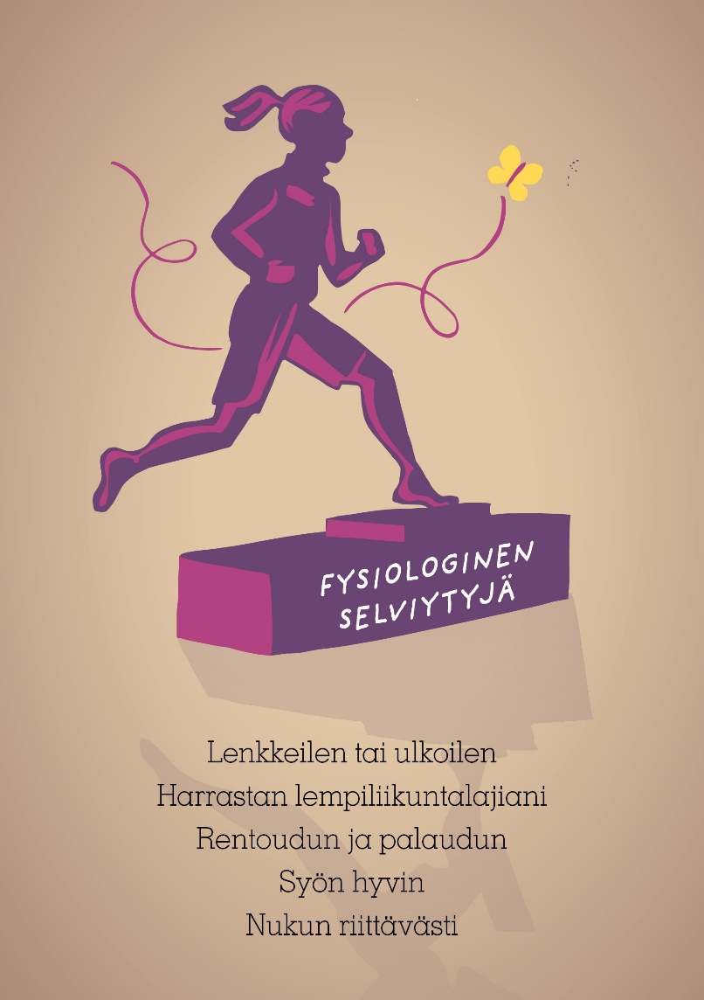 FYSIOLOGINEN
SELVIYTYJÄ
Lenkkeilen tai ulkoilen
Harrastan lempiliikuntalajiani
Rentoudun ja palaudun
Syön hyvin
Nukun riittävästi